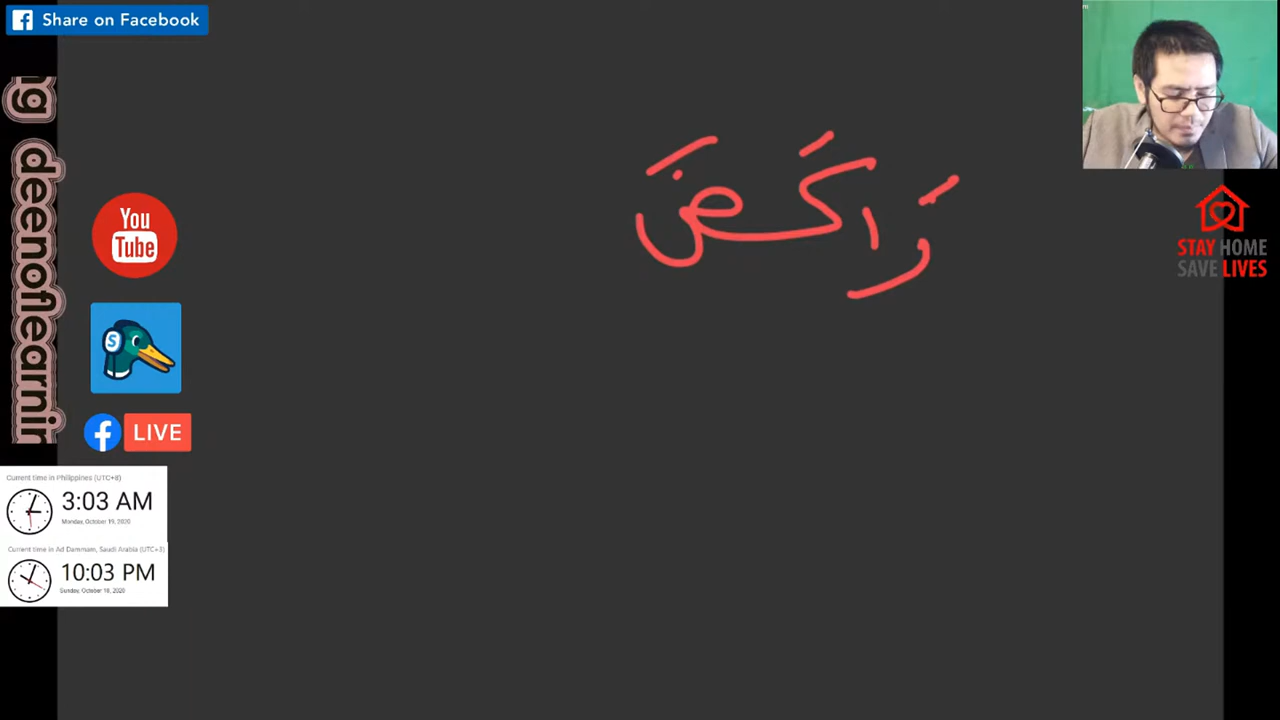 Share on Facebook
رَاكَضَ
ng deenoflearnin
You
Tube
STAY HOME
SAVE LIVES
S
LIVE
Current time in Philippines (UTC+8)
3:03 AM
Monday, October 19, 2020
Current time in Ad Dammam, Saudi Arabia (UTC+3)
10:03 PM
Sunday, October 18, 2020